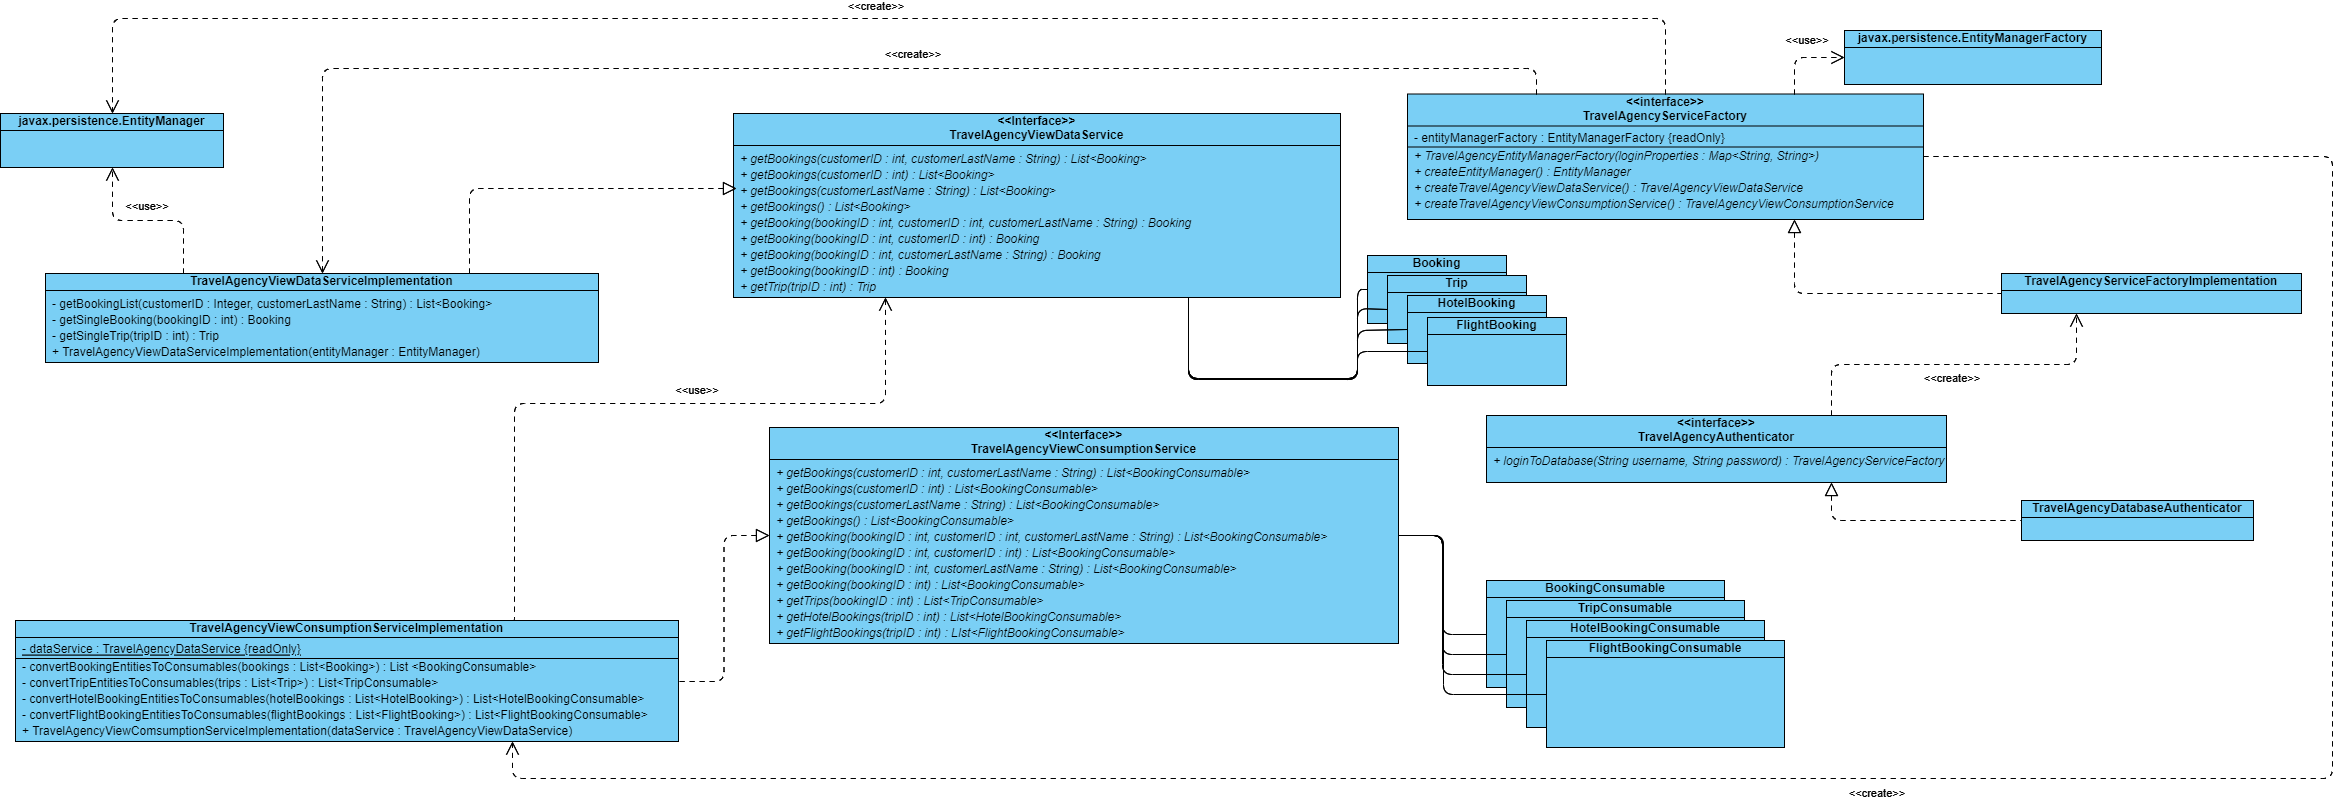 <<create>>
<<create>>
<<use>>
javax.persistence.EntityManagerFactory
javax.persistence.EntityManager
<<use>>
<<Interface>>
TravelAgencyViewDataService
+ getBookings(customerID : int, customerLastName : String) : List<Booking>
+ getBookings(customerID : int) : List<Booking>
+ getBookings(customerLastName : String) : List<Booking>
+ getBookings() : List<Booking>
+ getBooking(bookingID : int, customerID : int, customerLastName : String) : Booking
+ getBooking(bookingID : int, customerID : int) : Booking
+ getBooking(bookingID : int, customerLastName : String) : Booking
+ getBooking(bookingID : int) : Booking
+ getTrip(tripID : int) : Trip
<<interface>>
TravelAgencyServiceFactory
- entityManagerFactory : EntityManagerFactory {readOnly}
+ TravelAgencyEntityManagerFactory(loginProperties : Map<String, String>)
+ createEntityManager() : EntityManager
+ createTravelAgencyViewDataService() : TravelAgencyViewDataService
+ createTravelAgencyViewConsumptionService() : TravelAgencyViewConsumptionService
TravelAgencyViewDataServiceImplementation
- getBookingList(customerID : Integer, customerLastName : String) : List<Booking>
- getSingleBooking(bookingID : int) : Booking
- getSingleTrip(tripID : int) : Trip
+ TravelAgencyViewDataServiceImplementation(entityManager : EntityManager)
Booking
Trip
HotelBooking
FlightBooking
TravelAgencyServiceFactoryImplementation
<<use>>
<<create>>
<<Interface>>
TravelAgencyViewConsumptionService
+ getBookings(customerID : int, customerLastName : String) : List<BookingConsumable>
+ getBookings(customerID : int) : List<BookingConsumable>
+ getBookings(customerLastName : String) : List<BookingConsumable>
+ getBookings() : List<BookingConsumable>
+ getBooking(bookingID : int, customerID : int, customerLastName : String) : List<BookingConsumable>
+ getBooking(bookingID : int, customerID : int) : List<BookingConsumable>
+ getBooking(bookingID : int, customerLastName : String) : List<BookingConsumable>
+ getBooking(bookingID : int) : List<BookingConsumable>
+ getTrips(bookingID : int) : List<TripConsumable>
+ getHotelBookings(tripID : int) : List<HotelBookingConsumable>
+ getFlightBookings(tripID : int) : LIst<FlightBookingConsumable>
<<interface>>
TravelAgencyAuthenticator
+ loginToDatabase(String username, String password) : TravelAgencyServiceFactory
TravelAgencyDatabaseAuthenticator
BookingConsumable
TripConsumable
HotelBookingConsumable
FlightBookingConsumable
TravelAgencyViewConsumptionServiceImplementation
- dataService : TravelAgencyDataService {readOnly}
- convertBookingEntitiesToConsumables(bookings : List<Booking>) : List <BookingConsumable>
- convertTripEntitiesToConsumables(trips : List<Trip>) : List<TripConsumable>
- convertHotelBookingEntitiesToConsumables(hotelBookings : List<HotelBooking>) : List<HotelBookingConsumable>
- convertFlightBookingEntitiesToConsumables(flightBookings : List<FlightBooking>) : List<FlightBookingConsumable>
+ TravelAgencyViewComsumptionServiceImplementation(dataService : TravelAgencyViewDataService)
<<create>>